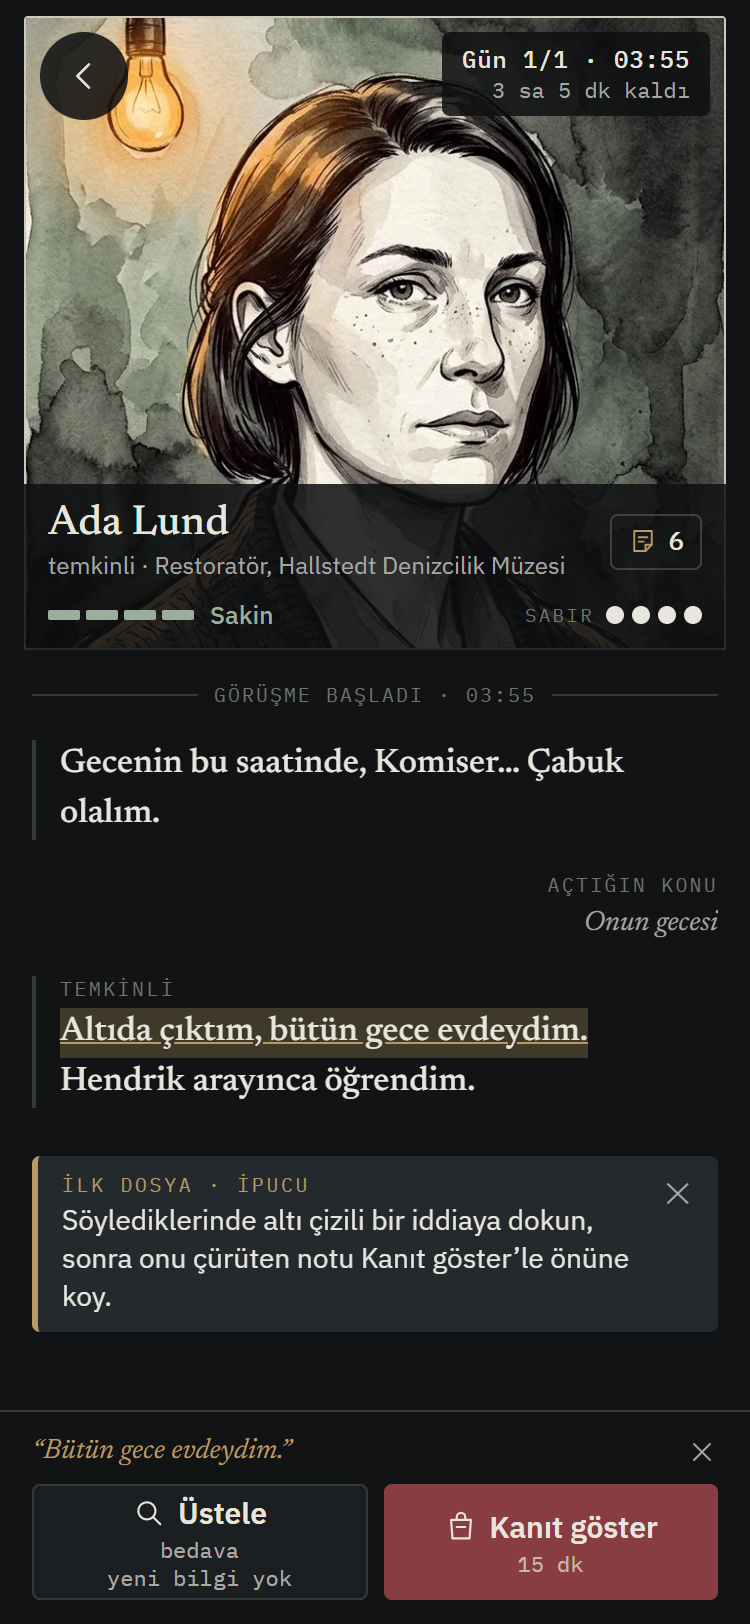 Gün 1/1 · 03:55
3 sa 5 dk kaldı
Ada Lund
temkinli · Restoratör, Hallstedt Denizcilik Müzesi
6
Sakin
SABIR
GÖRÜŞME BAŞLADI · 03:55
Gecenin bu saatinde, Komiser... Çabuk
olalım.
AÇTIĞIN KONU
Onun gecesi
TEMKİNLİ
Altıda çıktım, bütün gece evdeydim.
Hendrik arayınca öğrendim.
İLK DOSYA · İPUCU
Söylediklerinde altı çizili bir iddiaya dokun,
sonra onu çürüten notu Kanıt göster’le önüne
koy.
“Bütün gece evdeydim.”
Üstele
bedava
yeni bilgi yok
Kanıt göster
15 dk